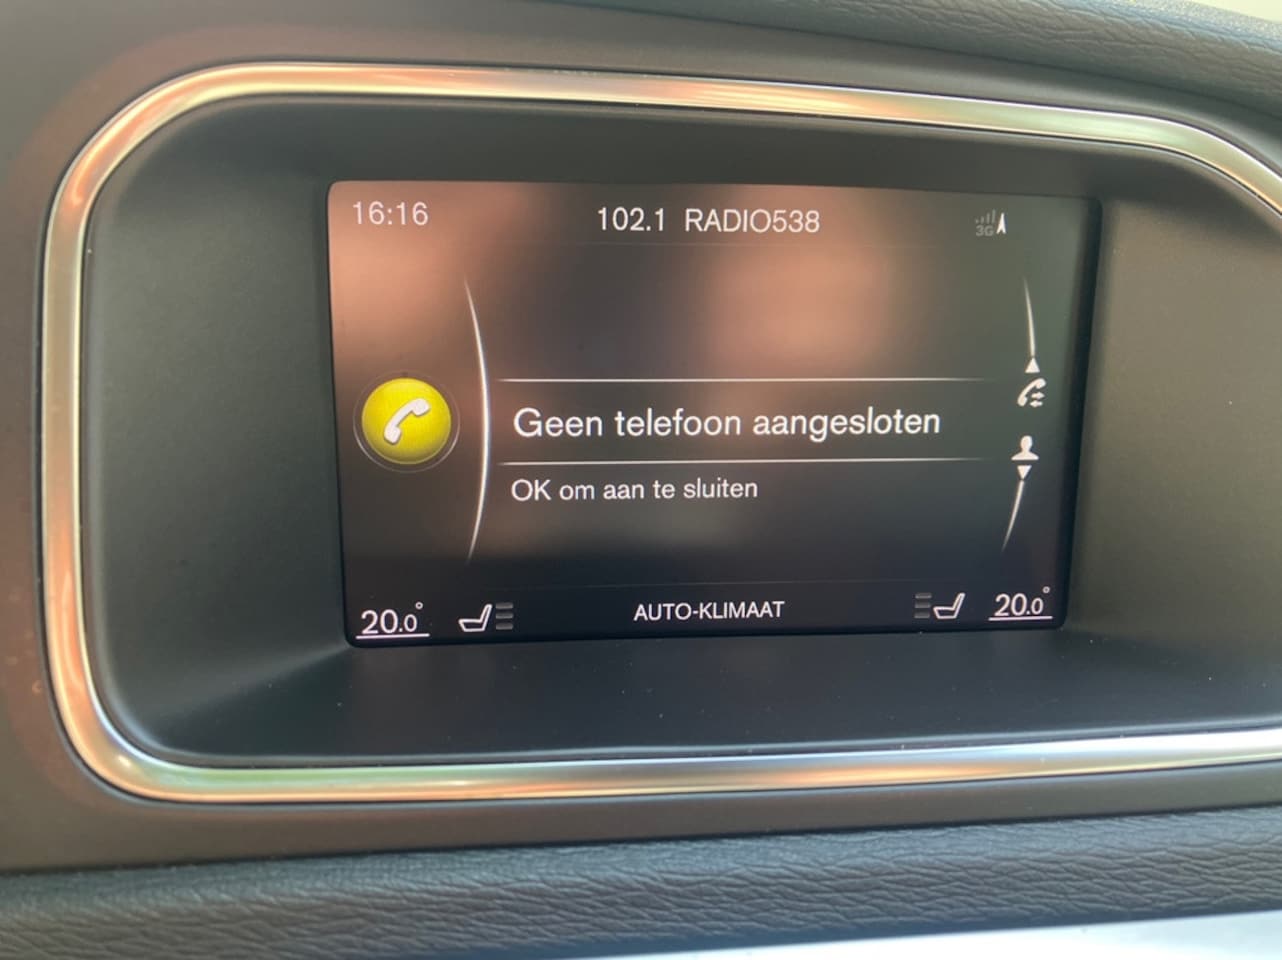 16:16 102.1 RADIO538 3G
Geen telefoon aangesloten
OK om aan te sluiten
20.0° AUTO-KLIMAAT 20.0°